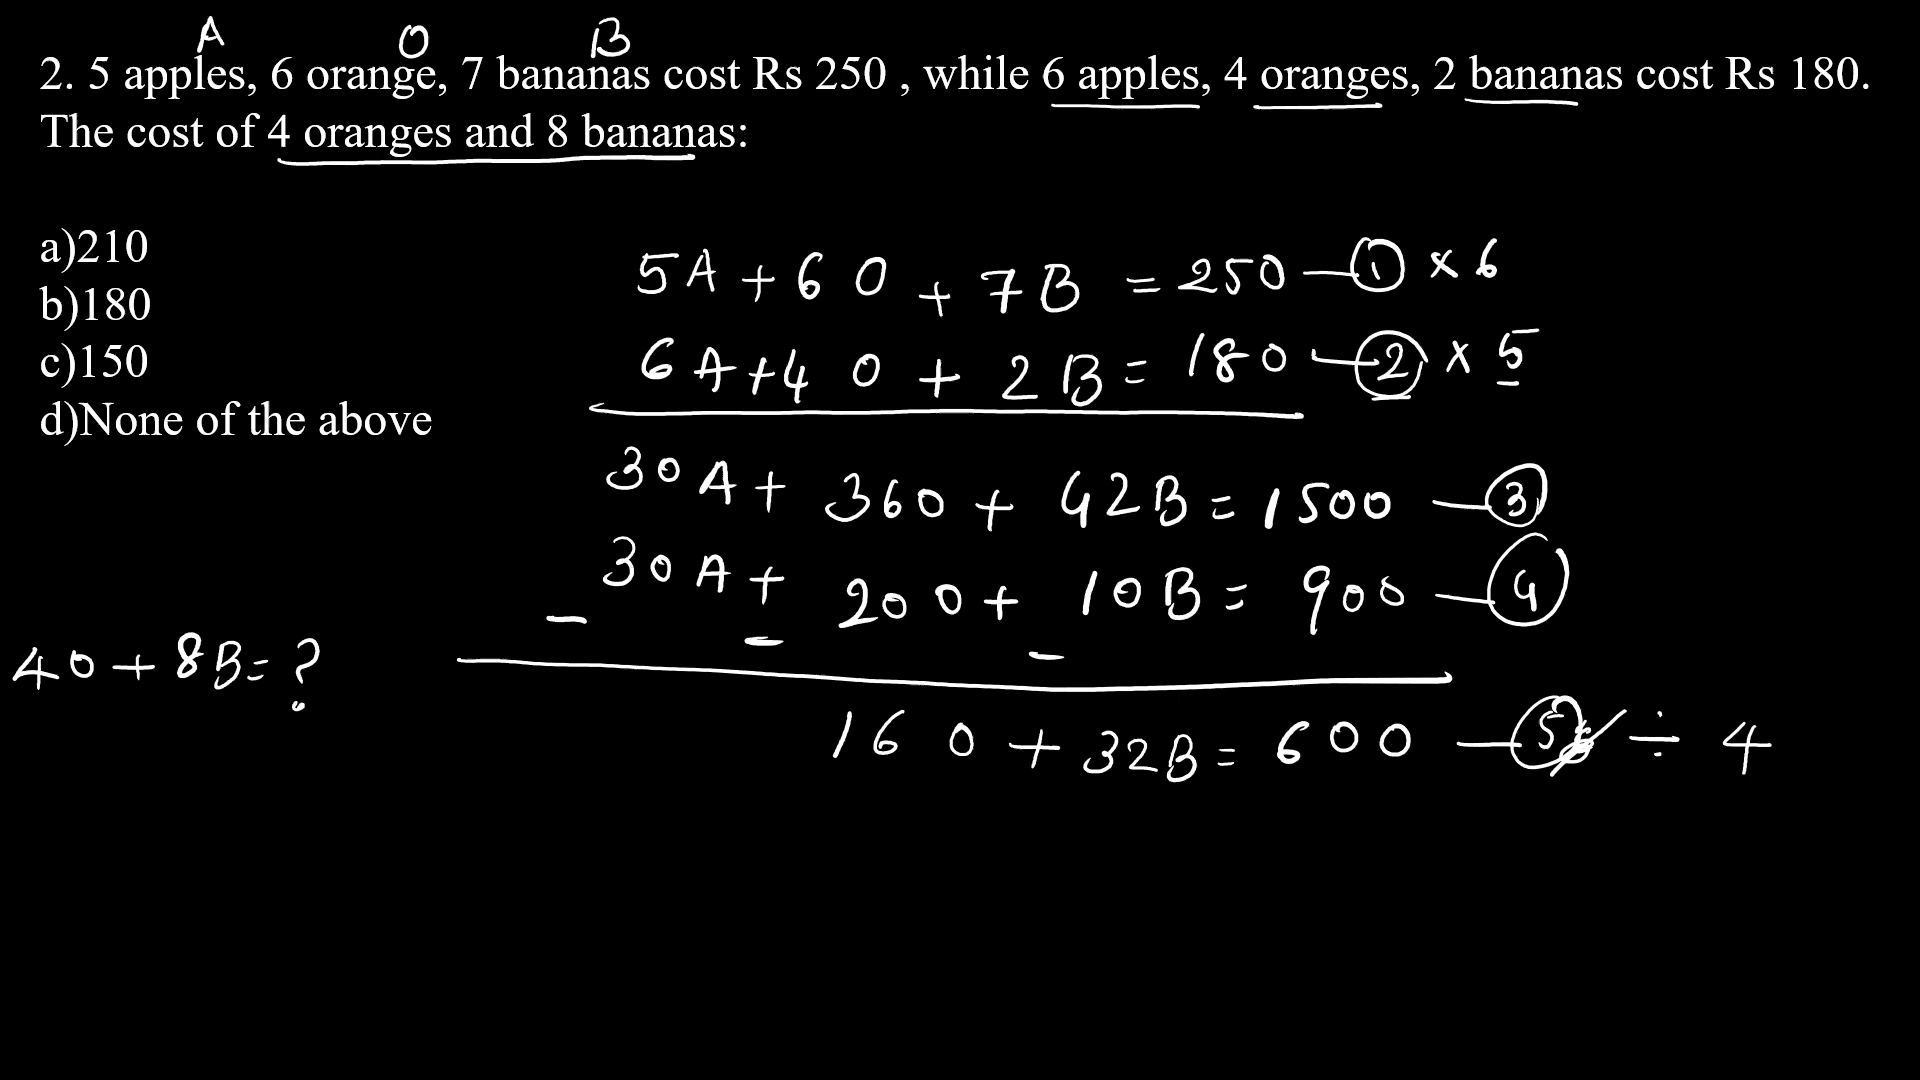 A O B
2. 5 apples, 6 orange, 7 bananas cost Rs 250 , while 6 apples, 4 oranges, 2 bananas cost Rs 180.
The cost of 4 oranges and 8 bananas:
a)210
b)180
c)150
d)None of the above
5A + 6O + 7B = 250 — ① × 6
6A + 4O + 2B = 180 — ② × 5
30A + 36O + 42B = 1500 — ③
30A + 20O + 10B = 900 — ④
- - -
4O + 8B = ?
16O + 32B = 600 — ⑤ ÷ 4